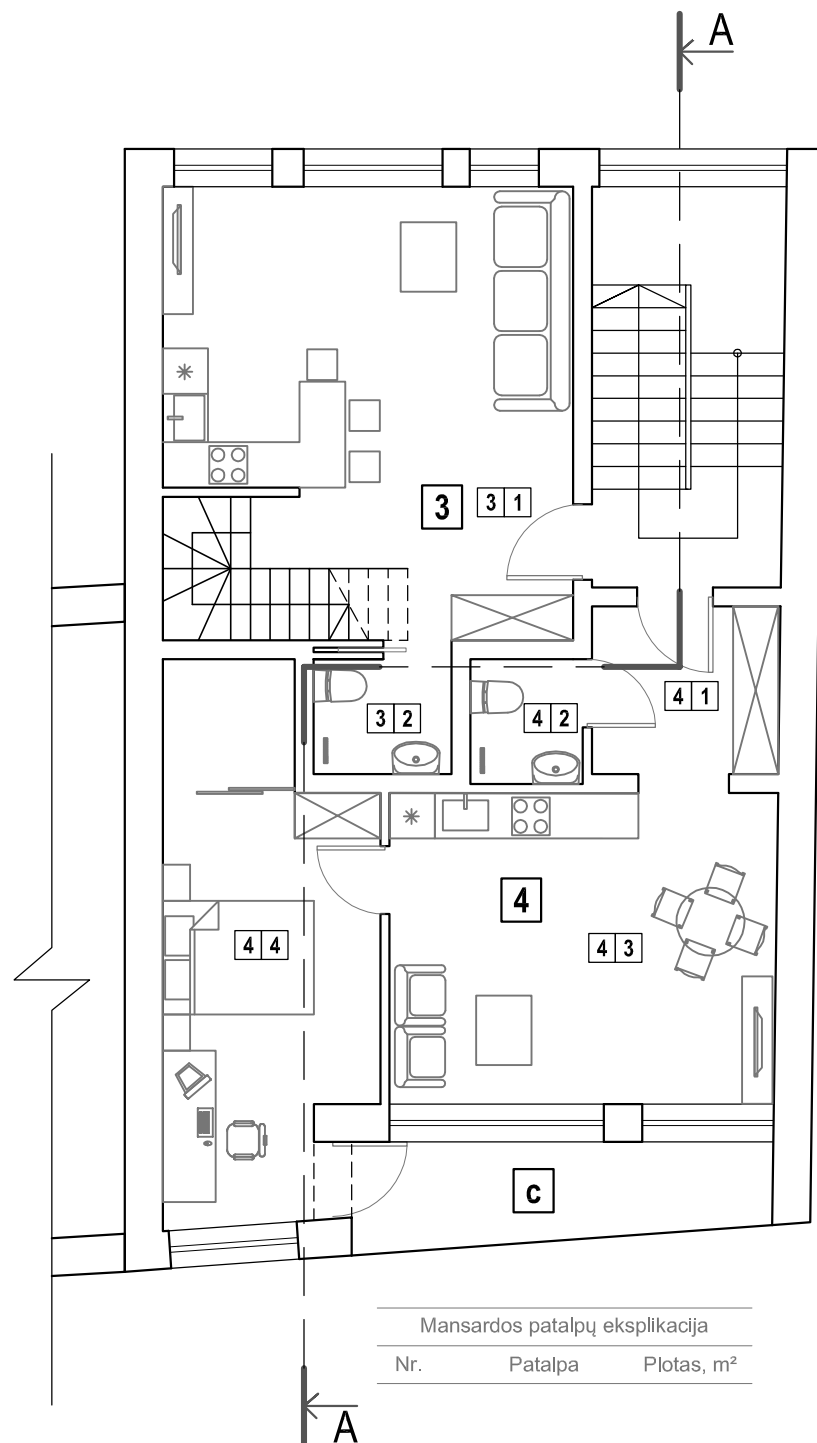 A
3
3 1
3 2
4 2
4 1
4
4 4
4 3
c
Mansardos patalpų eksplikacija
Nr. Patalpa Plotas, m²
A